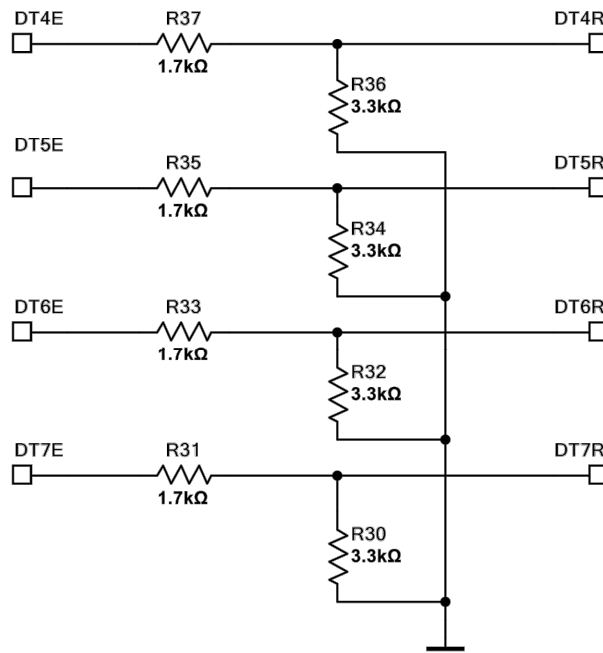 DT4E R37 DT4R
1.7kΩ
R36
3.3kΩ
DT5E R35 DT5R
1.7kΩ
R34
3.3kΩ
DT6E R33 DT6R
1.7kΩ
R32
3.3kΩ
DT7E R31 DT7R
1.7kΩ
R30
3.3kΩ